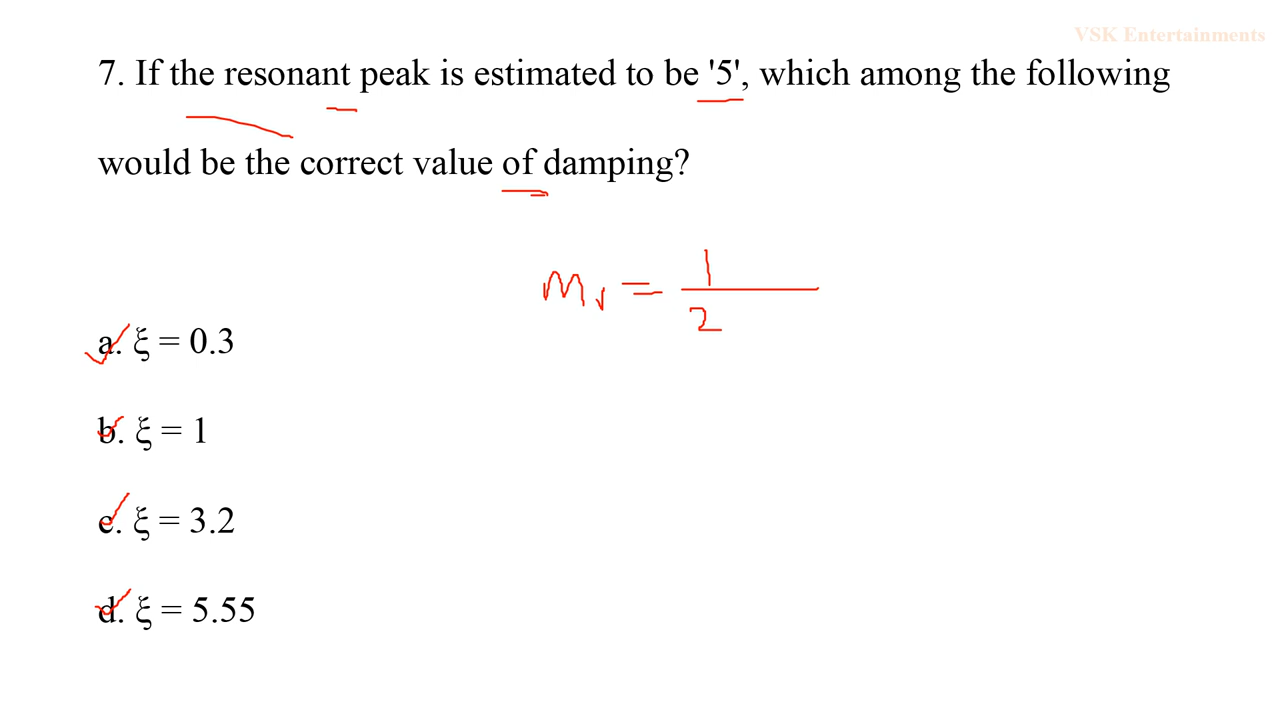 VSK Entertainments
7. If the resonant peak is estimated to be '5', which among the following
would be the correct value of damping?
Mr = 1
2
a. ξ = 0.3
b. ξ = 1
c. ξ = 3.2
d. ξ = 5.55